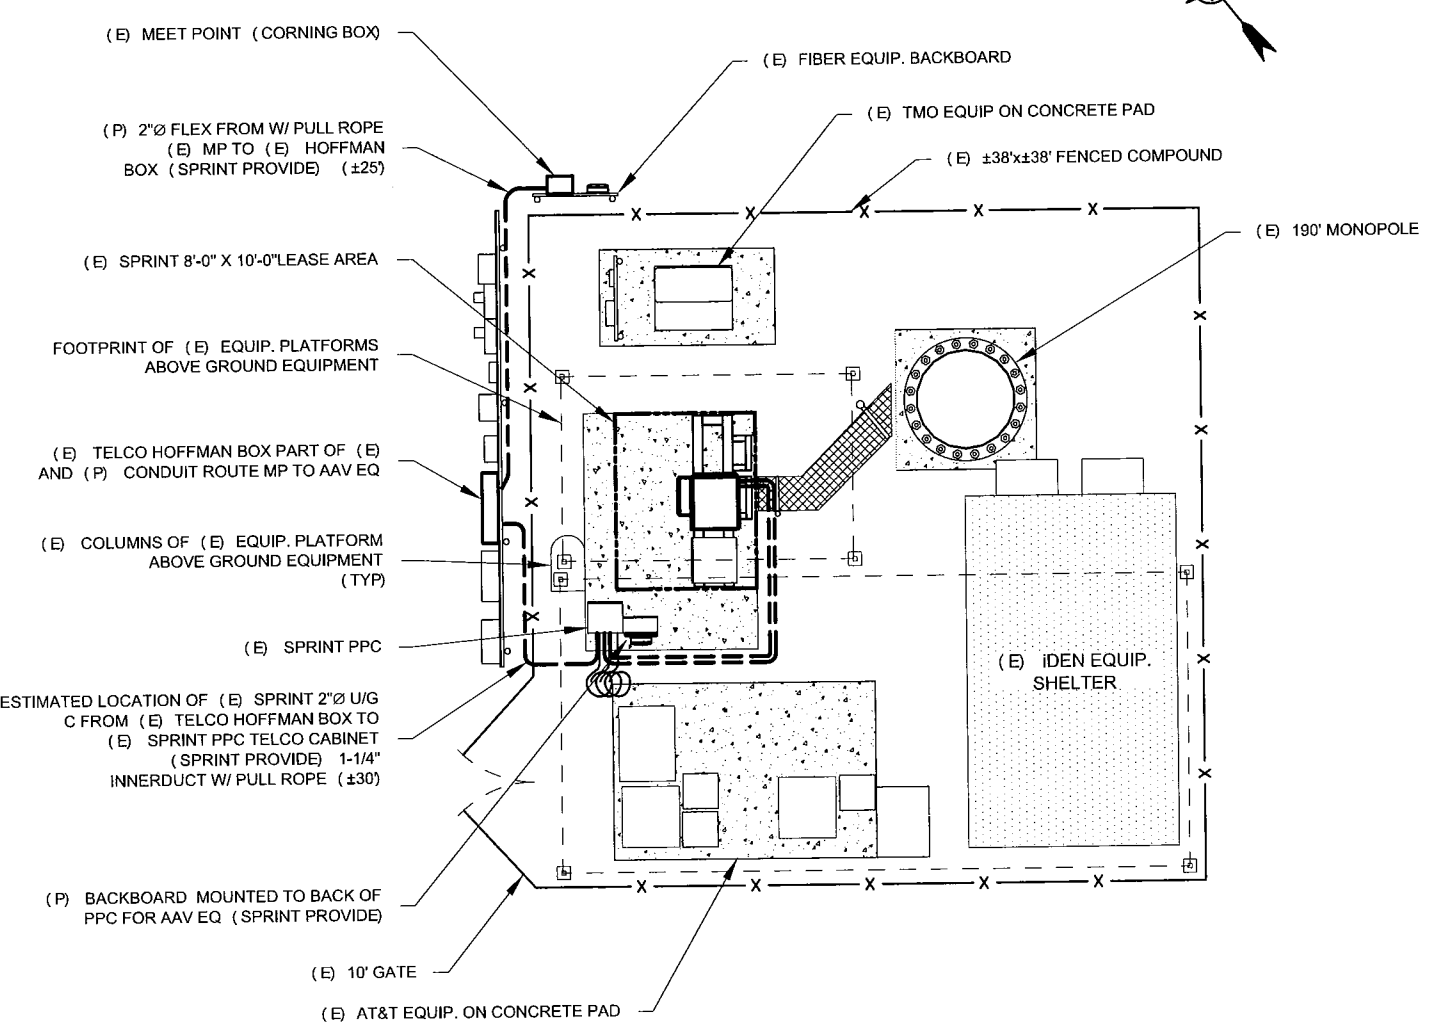 (E) MEET POINT (CORNING BOX)
(E) FIBER EQUIP. BACKBOARD
(E) TMO EQUIP ON CONCRETE PAD
(P) 2"Ø FLEX FROM W/ PULL ROPE
(E) MP TO (E) HOFFMAN
BOX (SPRINT PROVIDE) (±25')
(E) ±38'x±38' FENCED COMPOUND
(E) 190' MONOPOLE
(E) SPRINT 8'-0" X 10'-0"LEASE AREA
FOOTPRINT OF (E) EQUIP. PLATFORMS
ABOVE GROUND EQUIPMENT
(E) TELCO HOFFMAN BOX PART OF (E)
AND (P) CONDUIT ROUTE MP TO AAV EQ
(E) COLUMNS OF (E) EQUIP. PLATFORM
ABOVE GROUND EQUIPMENT
(TYP)
(E) SPRINT PPC
(E) iDEN EQUIP.
SHELTER
ESTIMATED LOCATION OF (E) SPRINT 2"Ø U/G
C FROM (E) TELCO HOFFMAN BOX TO
(E) SPRINT PPC TELCO CABINET
(SPRINT PROVIDE) 1-1/4"
INNERDUCT W/ PULL ROPE (±30')
(P) BACKBOARD MOUNTED TO BACK OF
PPC FOR AAV EQ (SPRINT PROVIDE)
(E) 10' GATE
(E) AT&T EQUIP. ON CONCRETE PAD